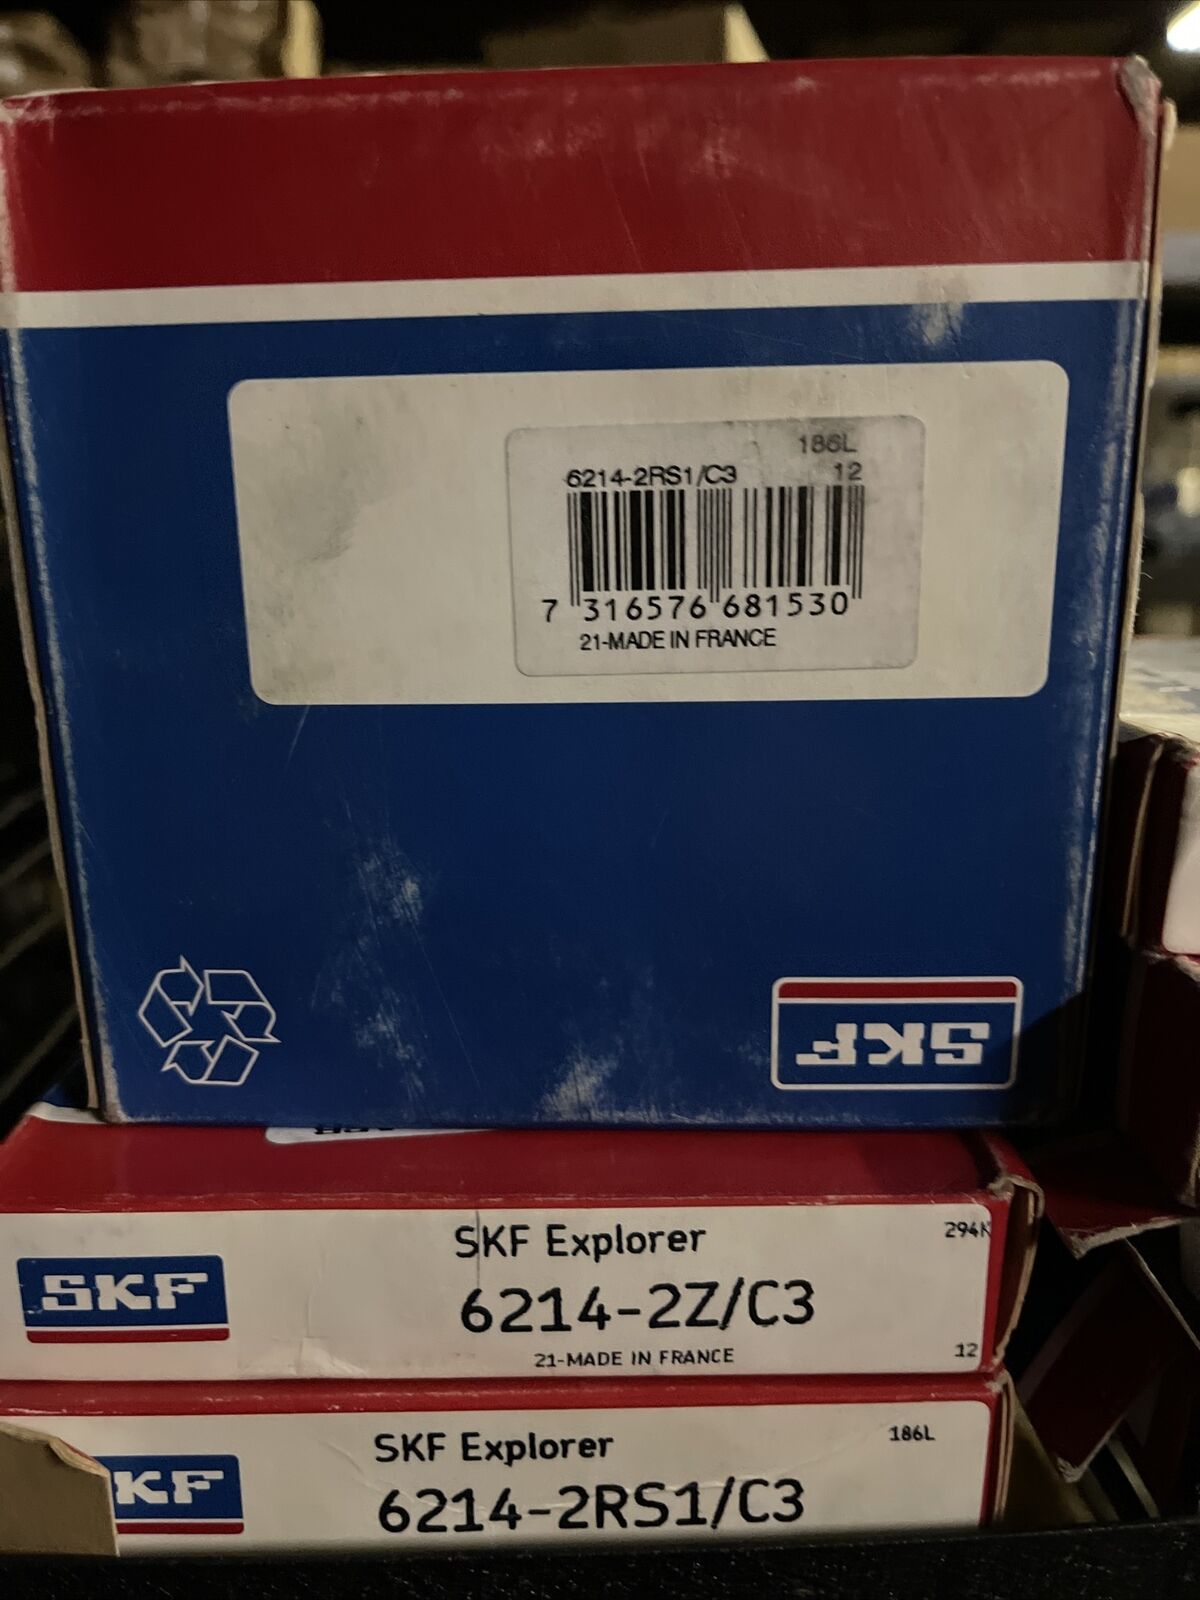 186L
6214-2RS1/C3 12
7 316576 681530
21-MADE IN FRANCE
SKF
SKF Explorer 294K
SKF
6214-2Z/C3
21-MADE IN FRANCE 12
SKF Explorer 186L
KF
6214-2RS1/C3